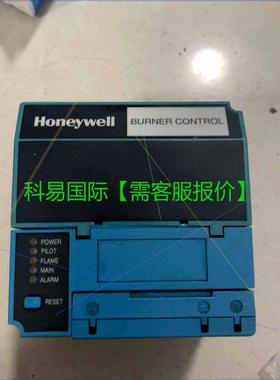 Honeywell
BURNER CONTROL
科易国际【需客服报价】
POWER
PILOT
FLAME
MAIN
ALARM
RESET